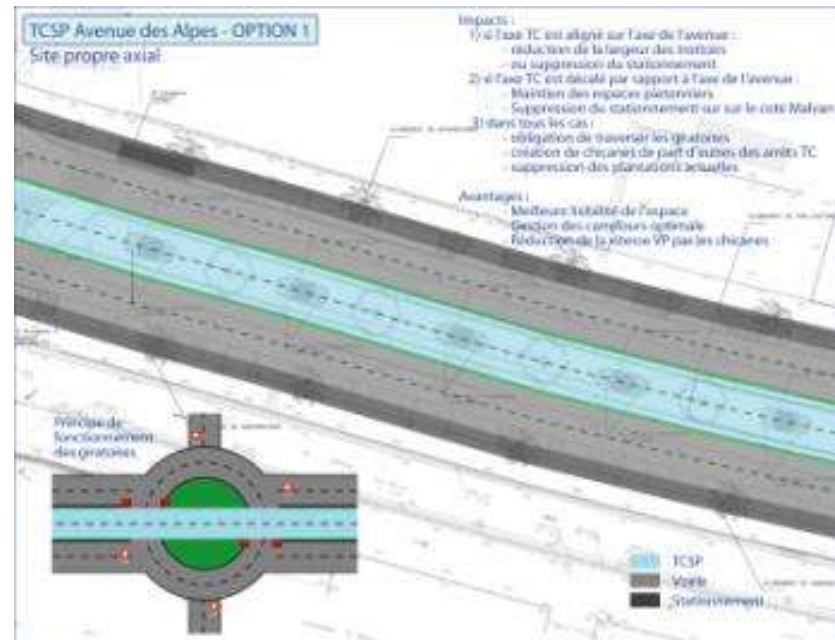 TCSP Avenue des Alpes - OPTION 1
Site propre axial
Impacts :
1) si l'axe TC est aligné sur l'axe de l'avenue :
- réduction de la largeur des trottoirs
- ou suppression du stationnement
2) si l'axe TC est décalé par rapport à l'axe de l'avenue :
- Maintien des espaces piétonniers
- Suppression du stationnement sur sur le coté
3) dans tous les cas :
- obligation de traverser les giratoires
- création de chicanes de part d'autres des arrêts TC
- suppression des plantations actuelles
Avantages :
- Meilleure lisibilité de l'espace
- Gestion des carrefours optimale
- Réduction de la vitesse VP par les chicanes
Principe de
fonctionnement
des giratoires
TCSP
Voirie
Stationnement